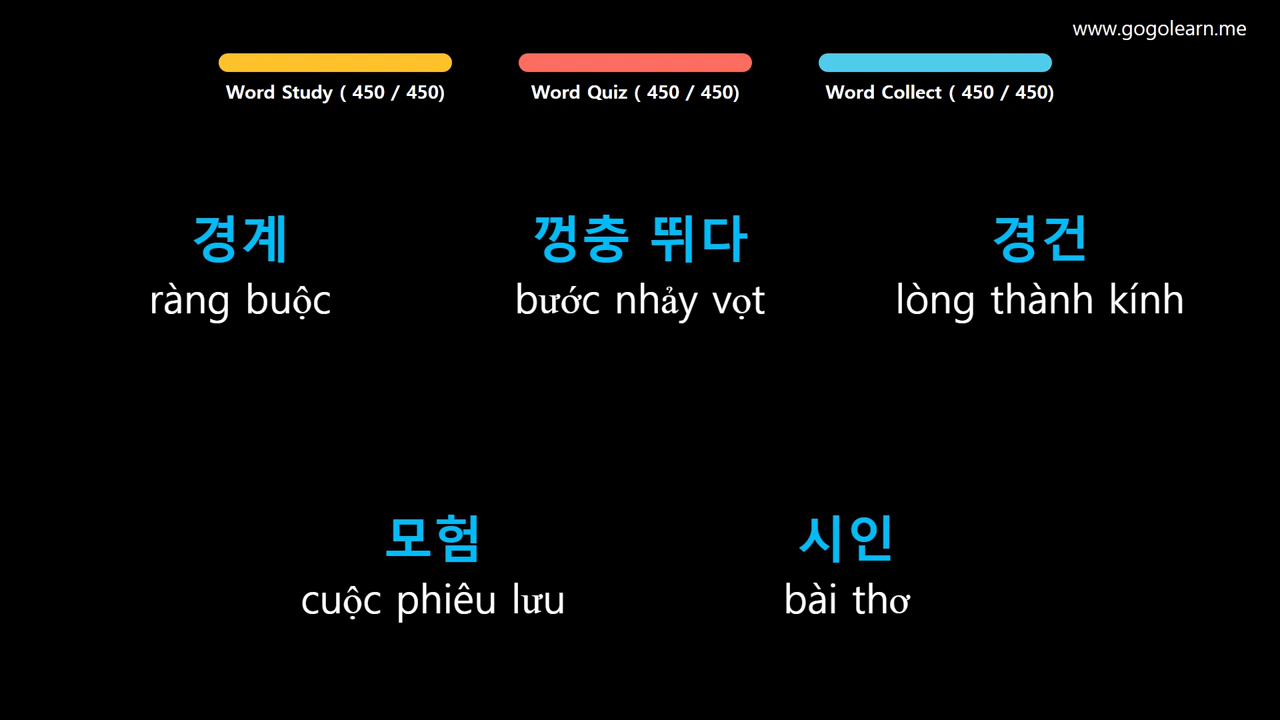 www.gogolearn.me
Word Study ( 450 / 450)
Word Quiz ( 450 / 450)
Word Collect ( 450 / 450)
경계
ràng buộc
껑충 뛰다
bước nhảy vọt
경건
lòng thành kính
모험
cuộc phiêu lưu
시인
bài thơ